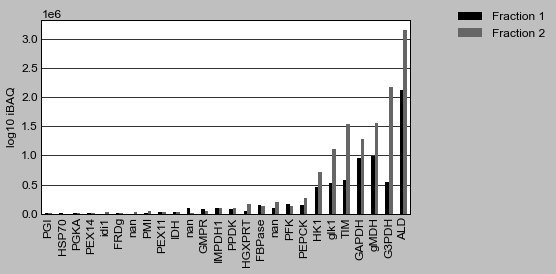 1e6
Fraction 1
Fraction 2
3.0
2.5
2.0
1.5
1.0
0.5
0.0
log10 iBAQ
PGI
HSP70
PGKA
PEX14
idi1
FRDg
nan
PMI
PEX11
IDH
nan
GMPR
IMPDH1
PPDK
HGXPRT
FBPase
nan
PFK
PEPCK
HK1
glk1
TIM
GAPDH
gMDH
G3PDH
ALD